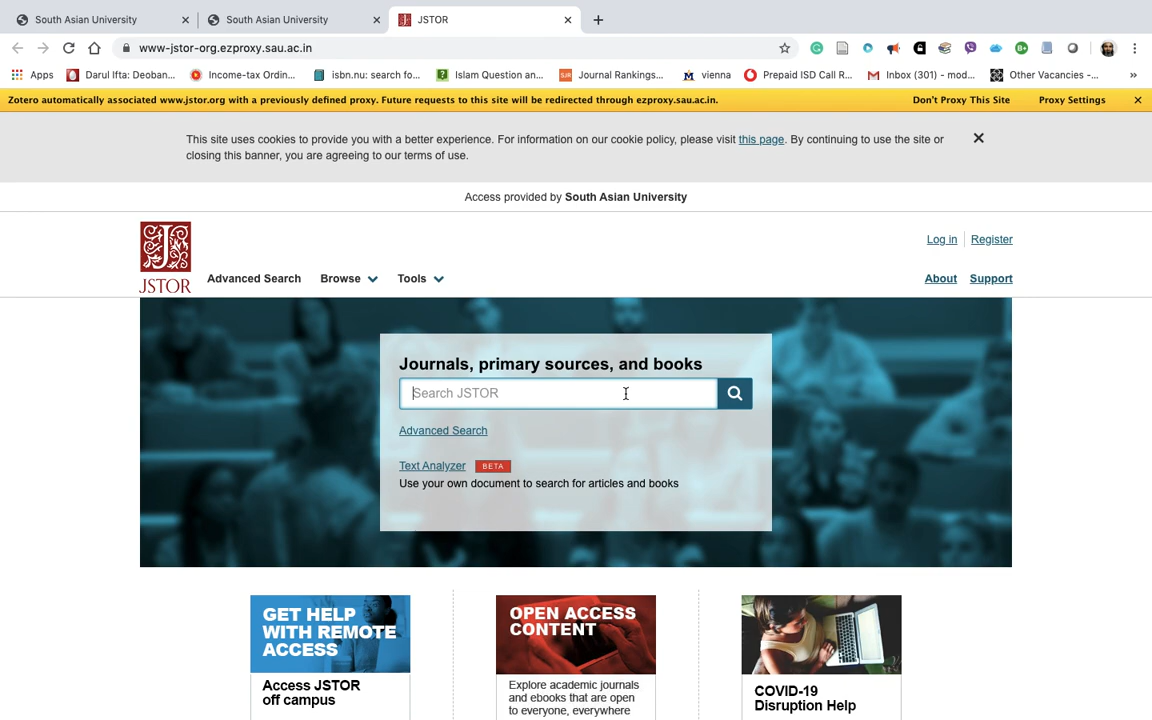 South Asian University
South Asian University
JSTOR
www-jstor-org.ezproxy.sau.ac.in
Apps
Darul Ifta: Deoban...
Income-tax Ordin...
isbn.nu: search fo...
Islam Question an...
SJR
Journal Rankings...
vienna
Prepaid ISD Call R...
Inbox (301) - mod...
Other Vacancies -...
»
Zotero automatically associated www.jstor.org with a previously defined proxy. Future requests to this site will be redirected through ezproxy.sau.ac.in.
Don't Proxy This Site
Proxy Settings
This site uses cookies to provide you with a better experience. For information on our cookie policy, please visit this page. By continuing to use the site or
closing this banner, you are agreeing to our terms of use.
Access provided by South Asian University
JSTOR
Log in
Register
Advanced Search
Browse
Tools
About
Support
Journals, primary sources, and books
Search JSTOR
Advanced Search
Text Analyzer BETA
Use your own document to search for articles and books
GET HELP
WITH REMOTE
ACCESS
Access JSTOR
off campus
OPEN ACCESS
CONTENT
Explore academic journals
and ebooks that are open
to everyone, everywhere
COVID-19
Disruption Help